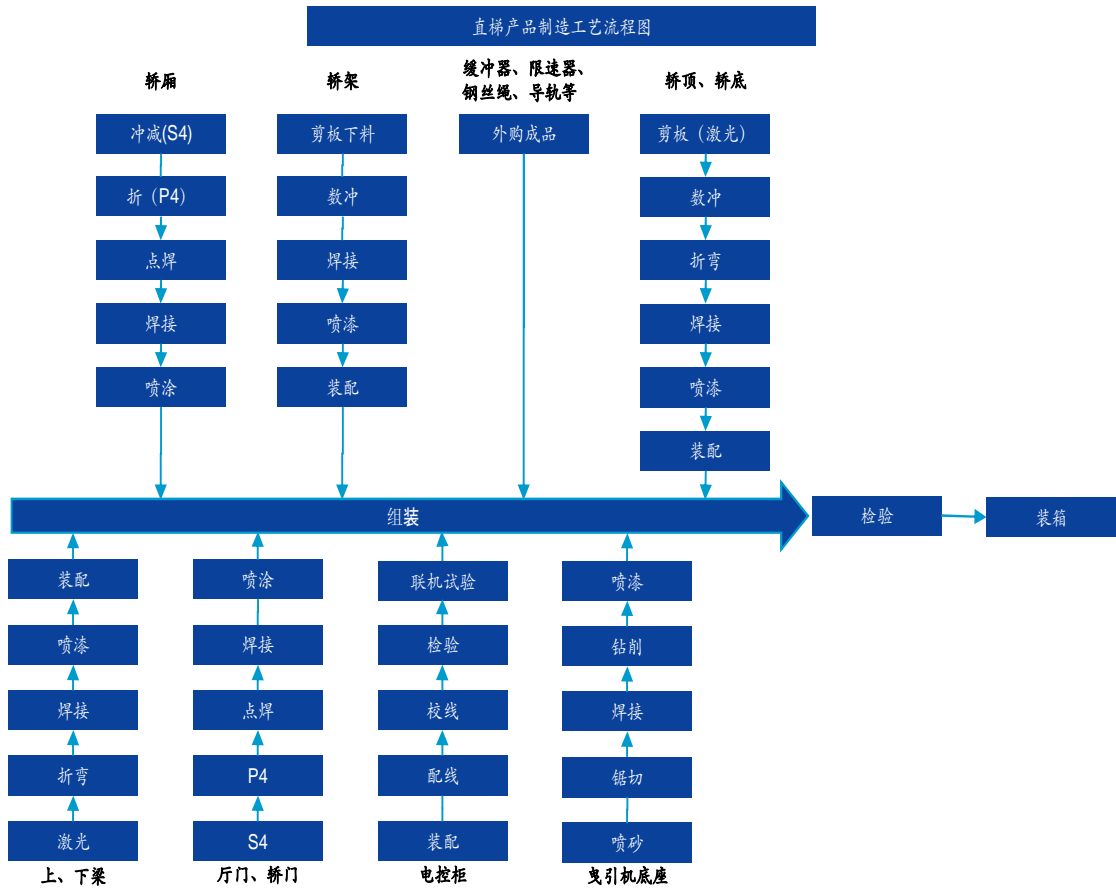 直梯产品制造工艺流程图
轿厢
冲减(S4)
折（P4）
点焊
焊接
喷涂
轿架
剪板下料
数冲
焊接
喷漆
装配
缓冲器、限速器、
钢丝绳、导轨等
外购成品
轿顶、轿底
剪板（激光）
数冲
折弯
焊接
喷漆
装配
组装
检验
装箱
装配
喷漆
焊接
折弯
激光
上、下梁
喷涂
焊接
点焊
P4
S4
厅门、轿门
联机试验
检验
校线
配线
装配
电控柜
喷漆
钻削
焊接
锯切
喷砂
曳引机底座